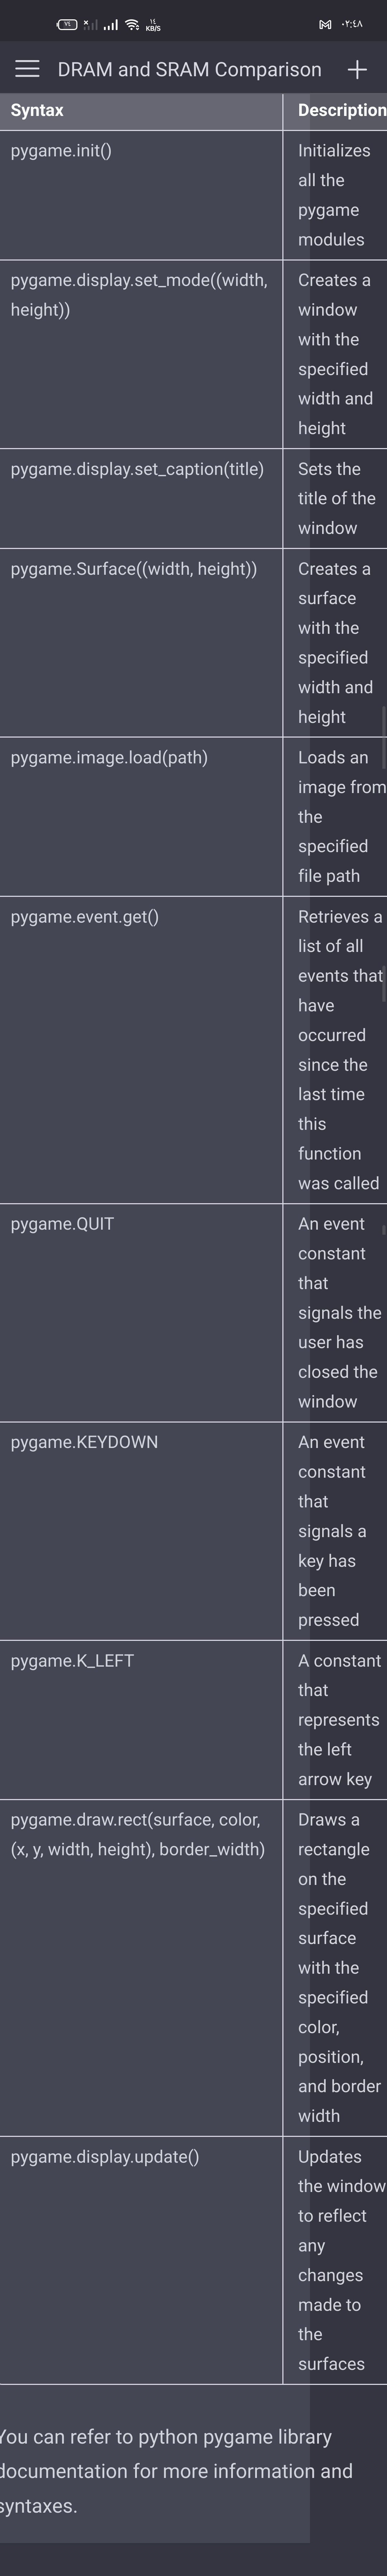 ٧٥
١٤
KB/S
٠٢:٤٨
DRAM and SRAM Comparison
Syntax
Description
pygame.init()
Initializes
all the
pygame
modules
pygame.display.set_mode((width,
height))
Creates a
window
with the
specified
width and
height
pygame.display.set_caption(title)
Sets the
title of the
window
pygame.Surface((width, height))
Creates a
surface
with the
specified
width and
height
pygame.image.load(path)
Loads an
image from
the
specified
file path
pygame.event.get()
Retrieves a
list of all
events that
have
occurred
since the
last time
this
function
was called
pygame.QUIT
An event
constant
that
signals the
user has
closed the
window
pygame.KEYDOWN
An event
constant
that
signals a
key has
been
pressed
pygame.K_LEFT
A constant
that
represents
the left
arrow key
pygame.draw.rect(surface, color,
(x, y, width, height), border_width)
Draws a
rectangle
on the
specified
surface
with the
specified
color,
position,
and border
width
pygame.display.update()
Updates
the window
to reflect
any
changes
made to
the
surfaces
You can refer to python pygame library
documentation for more information and
syntaxes.